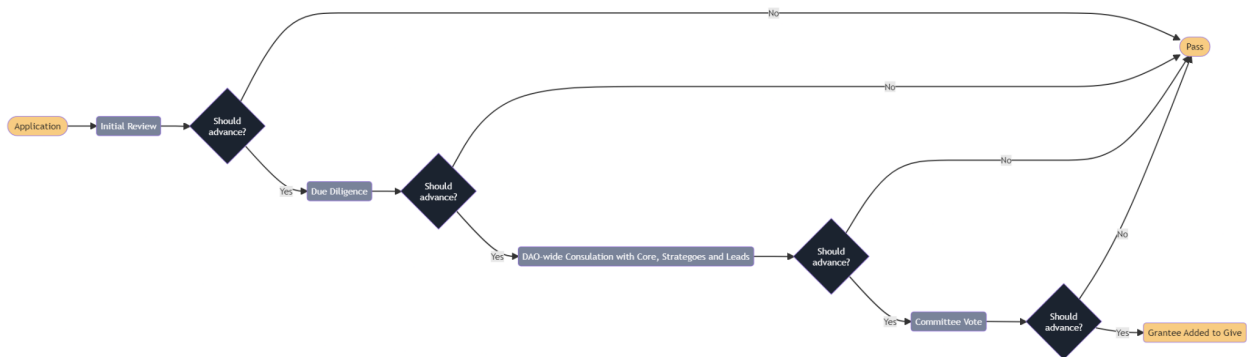 No
Pass
No
Application
Initial Review
Should
advance?
No
Yes
Due Diligence
Should
advance?
No
Yes
DAO-wide Consulation with Core, Strategoes and Leads
Should
advance?
Yes
Committee Vote
Should
advance?
Yes
Grantee Added to Give
No